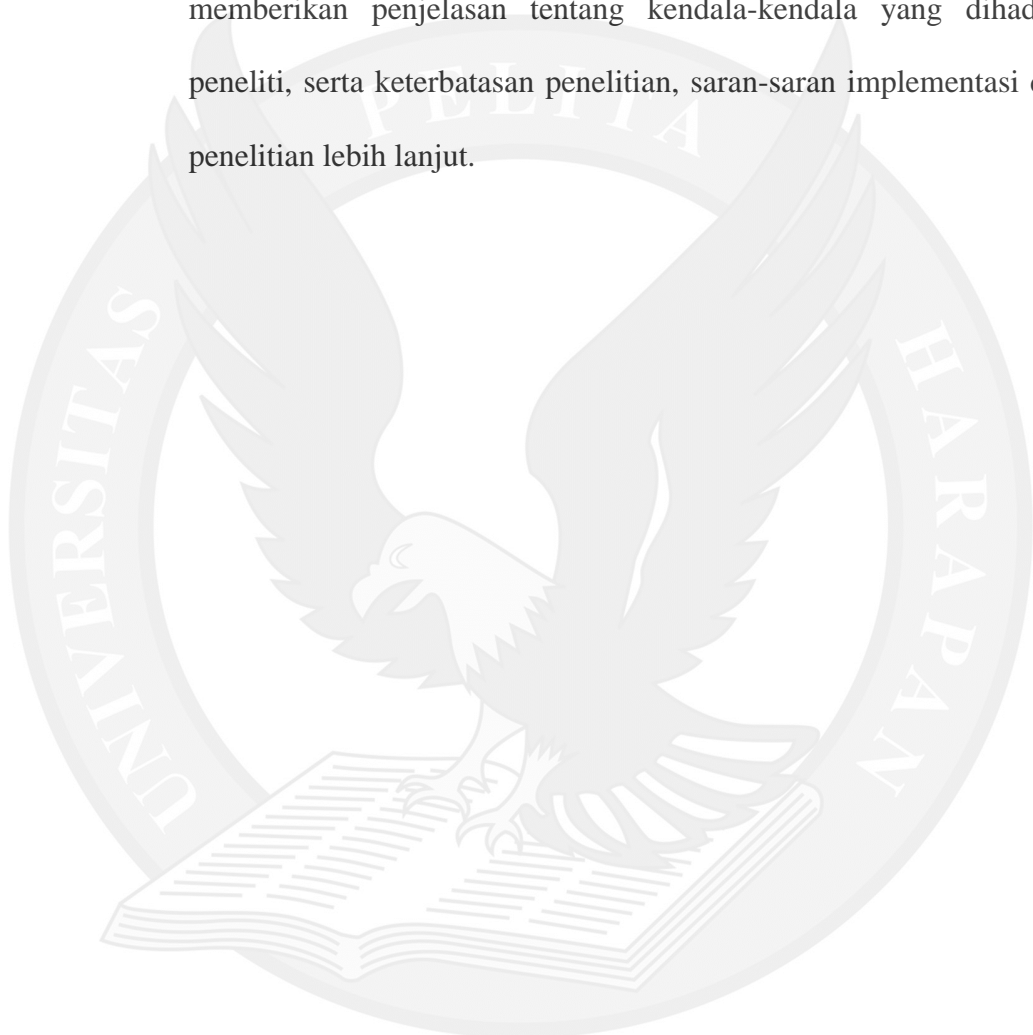 memberikan penjelasan tentang kendala-kendala yang
peneliti, serta keterbatasan penelitian, saran-saran implementasi
penelitian lebih lanjut.
PELITA
UNIVERSITAS
HARAPAN